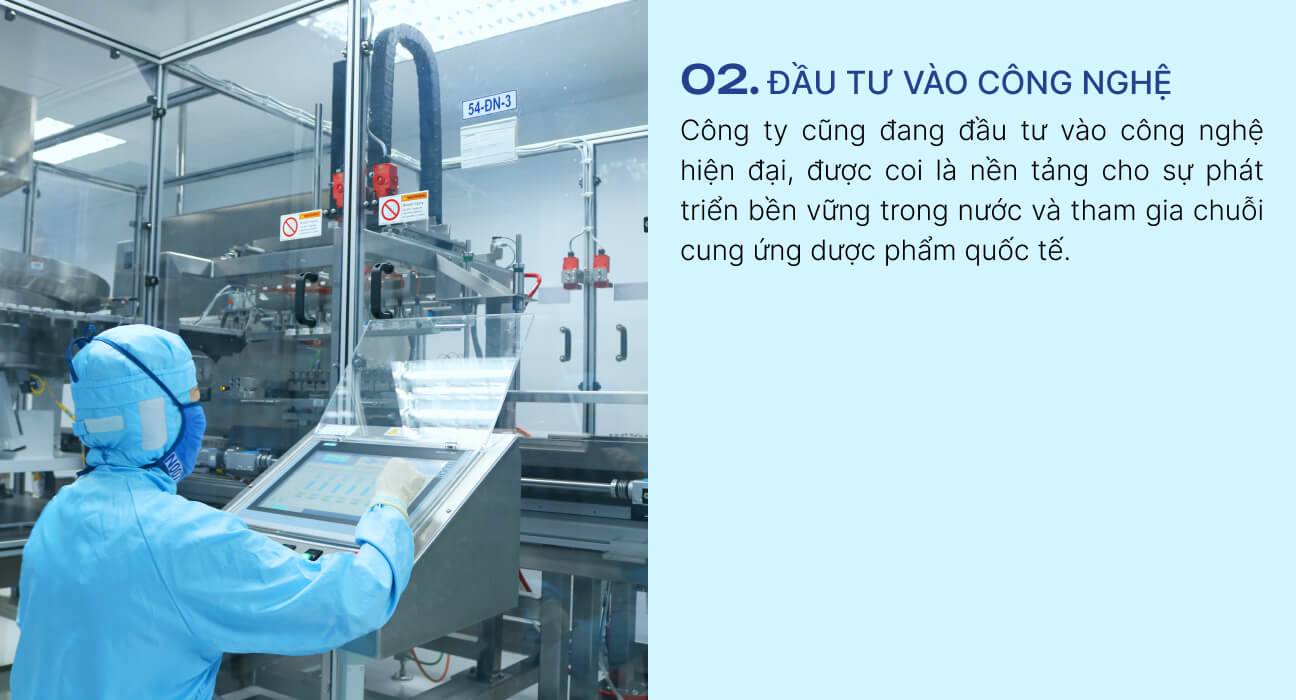 54-ĐN-3
02. ĐẦU TƯ VÀO CÔNG NGHỆ
Công ty cũng đang đầu tư vào công nghệ
hiện đại, được coi là nền tảng cho sự phát
triển bền vững trong nước và tham gia chuỗi
cung ứng dược phẩm quốc tế.